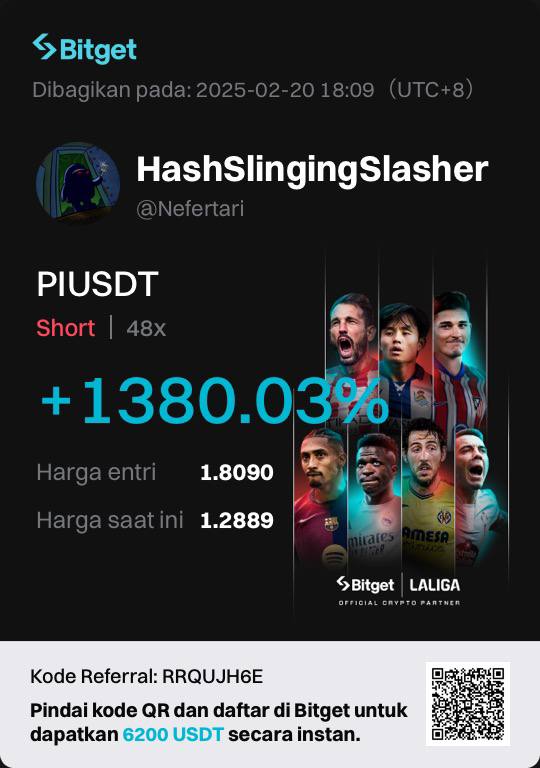 Bitget
Dibagikan pada: 2025-02-20 18:09（UTC+8）
HashSlingingSlasher
@Nefertari
PIUSDT
Short | 48x
+1380.03%
Harga entri 1.8090
Harga saat ini 1.2889
Bitget | LALIGA
OFFICIAL CRYPTO PARTNER
Kode Referral: RRQUJH6E
Pindai kode QR dan daftar di Bitget untuk
dapatkan 6200 USDT secara instan.